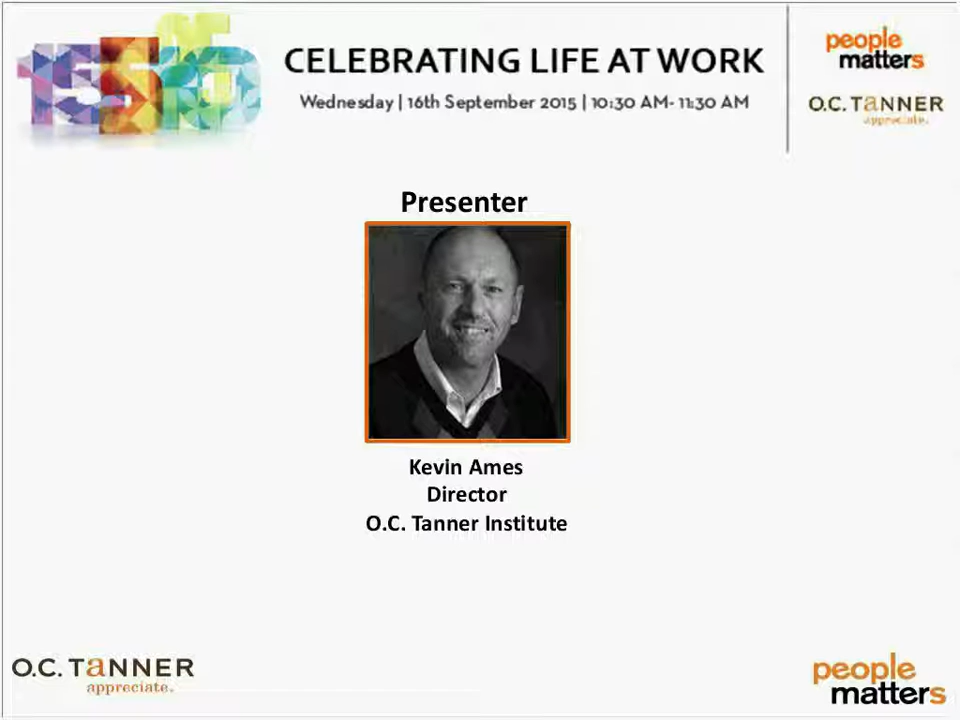 CELEBRATING LIFE AT WORK
Wednesday | 16th September 2015 | 10:30 AM- 11:30 AM
people
matters
O.C. TANNER
appreciate.
Presenter
Kevin Ames
Director
O.C. Tanner Institute
O.C. TANNER
appreciate.
people
matters